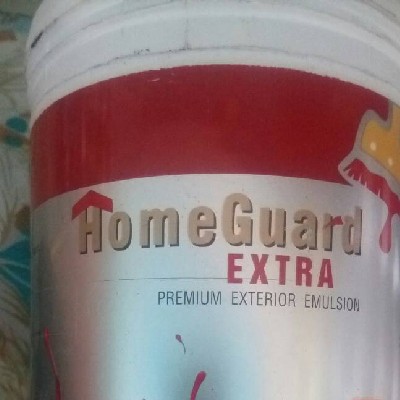 HomeGuard
EXTRA
PREMIUM EXTERIOR EMULSION